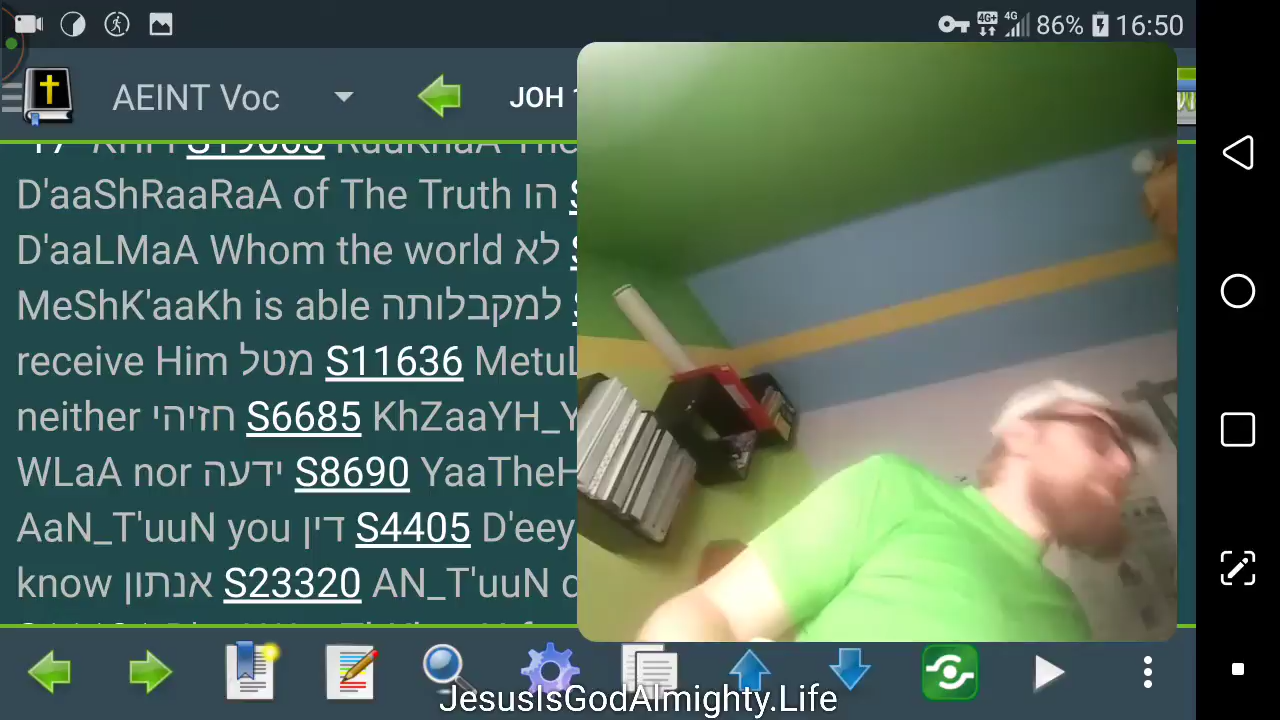 4G+ 4G 86% 16:50
AEINT Voc JOH
D'aaShRaaRaA of The Truth הו
D'aaLMaA Whom the world לא
MeShK'aaKh is able למקבלותה
receive Him מטל S11636
neither חזיהי S6685
WLaA nor ידעה S8690
AaN_T'uuN you דין S4405
know אנתון S23320 AN_T'uuN
JesusIsGodAlmighty.Life